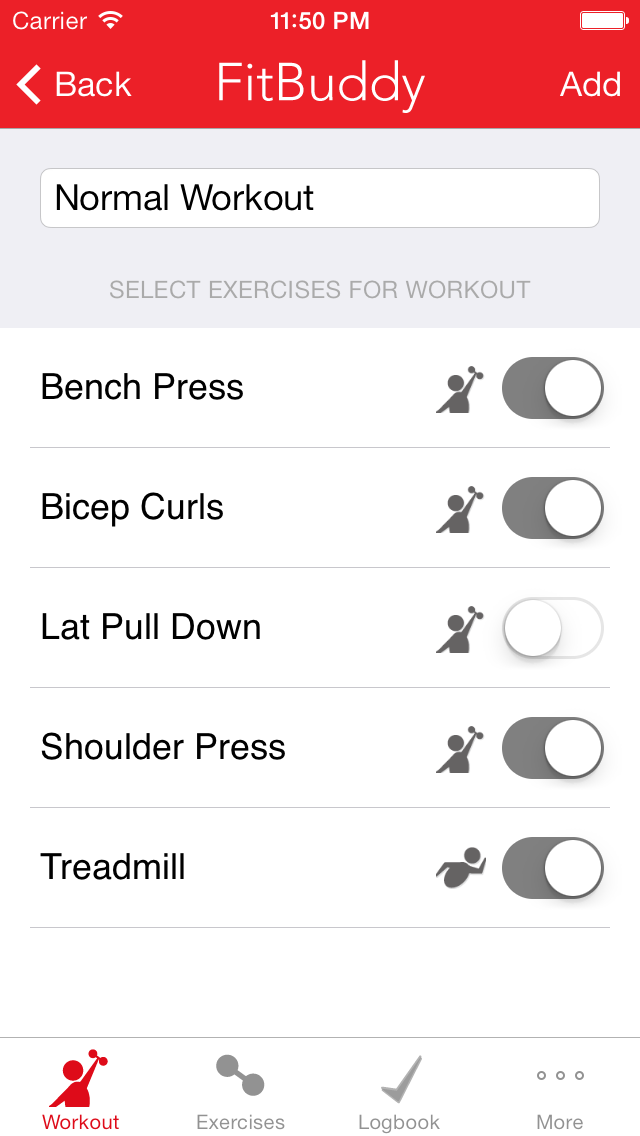 Carrier 11:50 PM
Back FitBuddy Add
Normal Workout
SELECT EXERCISES FOR WORKOUT
Bench Press
Bicep Curls
Lat Pull Down
Shoulder Press
Treadmill
Workout Exercises Logbook More